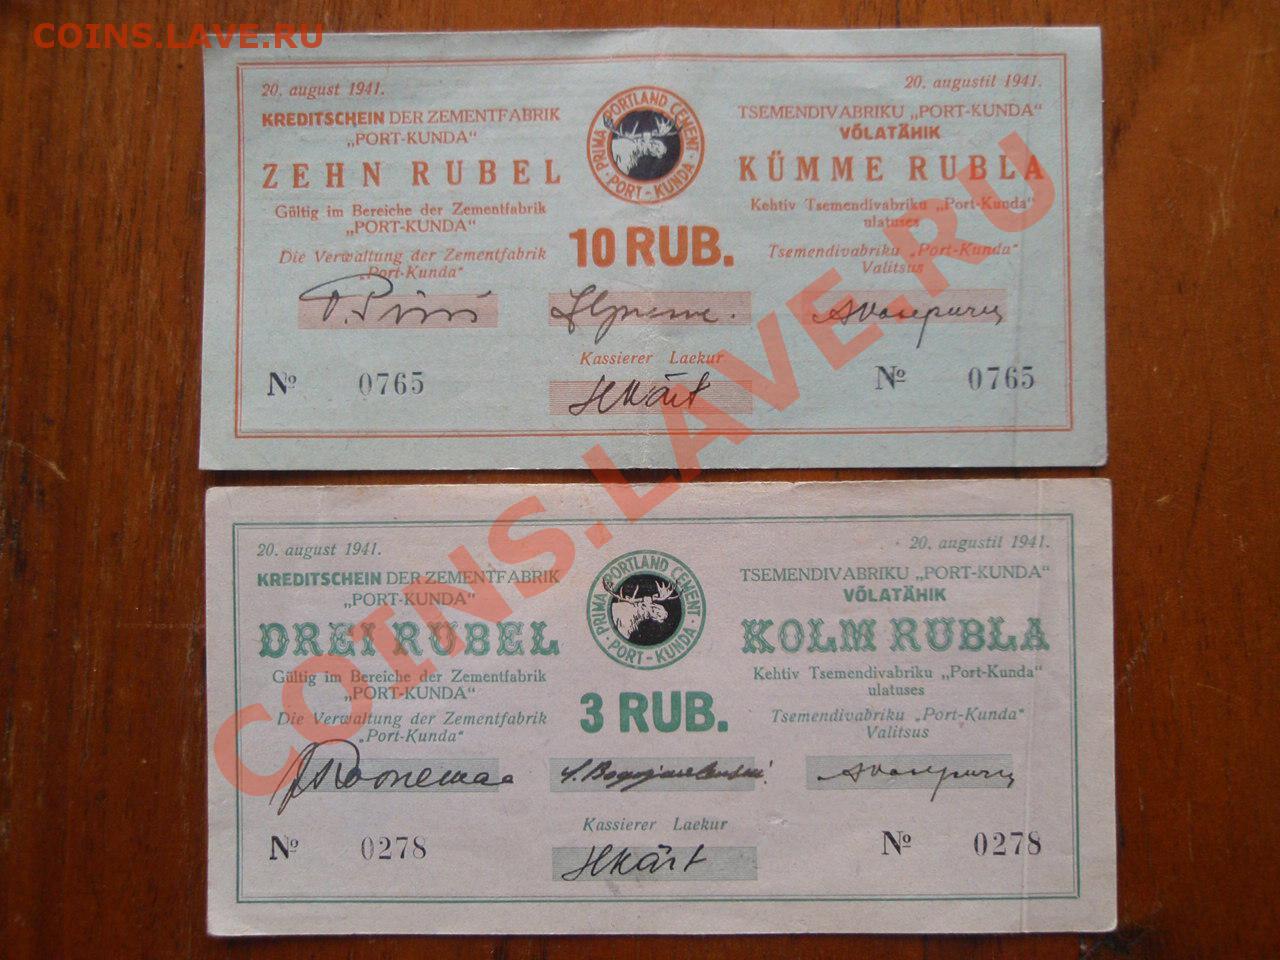 COINS.LAVE.RU
20. august 1941.
KREDITSCHEIN DER ZEMENTFABRIK
„PORT-KUNDA“
ZEHN RUBEL
Gültig im Bereiche der Zementfabrik
„PORT-KUNDA“
Die Verwaltung der Zementfabrik
„Port-Kunda“
PRIMA PORTLAND CEMENT
· PORT-KUNDA ·
10 RUB.
20. augustil 1941.
TSEMENDIVABRIKU „PORT-KUNDA“
VÕLATÄHIK
KÜMME RUBLA
Kehtiv Tsemendivabriku „Port-Kunda“
ulatuses
Tsemendivabriku „Port-Kunda“
Valitsus
Kassierer Laekur
HKärt
№ 0765
№ 0765
20. august 1941.
KREDITSCHEIN DER ZEMENTFABRIK
„PORT-KUNDA“
DREI RUBEL
Gültig im Bereiche der Zementfabrik
„PORT-KUNDA“
Die Verwaltung der Zementfabrik
„Port-Kunda“
PRIMA PORTLAND CEMENT
· PORT-KUNDA ·
3 RUB.
20. augustil 1941.
TSEMENDIVABRIKU „PORT-KUNDA“
VÕLATÄHIK
KOLM RUBLA
Kehtiv Tsemendivabriku „Port-Kunda“
ulatuses
Tsemendivabriku „Port-Kunda“
Valitsus
Kassierer Laekur
HKärt
№ 0278
№ 0278
COINS.LAVE.RU